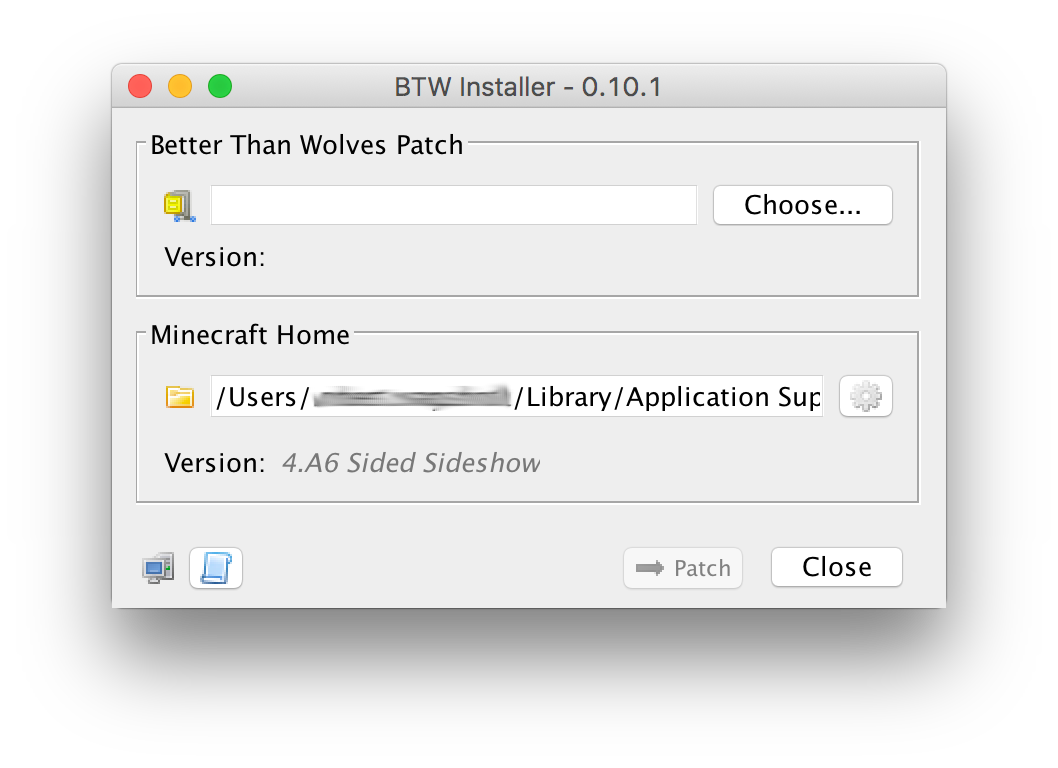 BTW Installer - 0.10.1
Better Than Wolves Patch
Choose...
Version:
Minecraft Home
/Users/ /Library/Application Sup
Version: 4.A6 Sided Sideshow
Patch Close